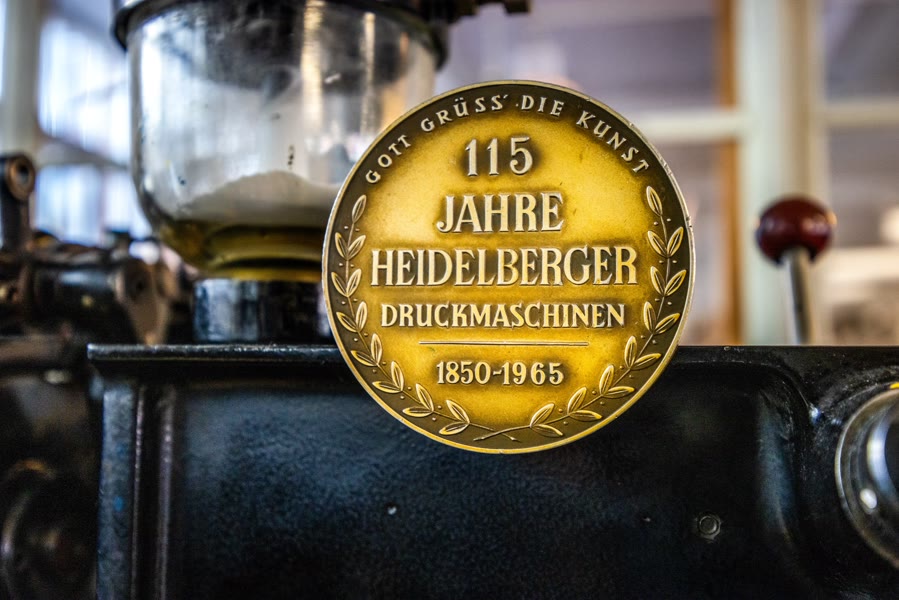 GOTT GRÜSS' DIE KUNST
115
JAHRE
HEIDELBERGER
DRUCKMASCHINEN
1850-1965